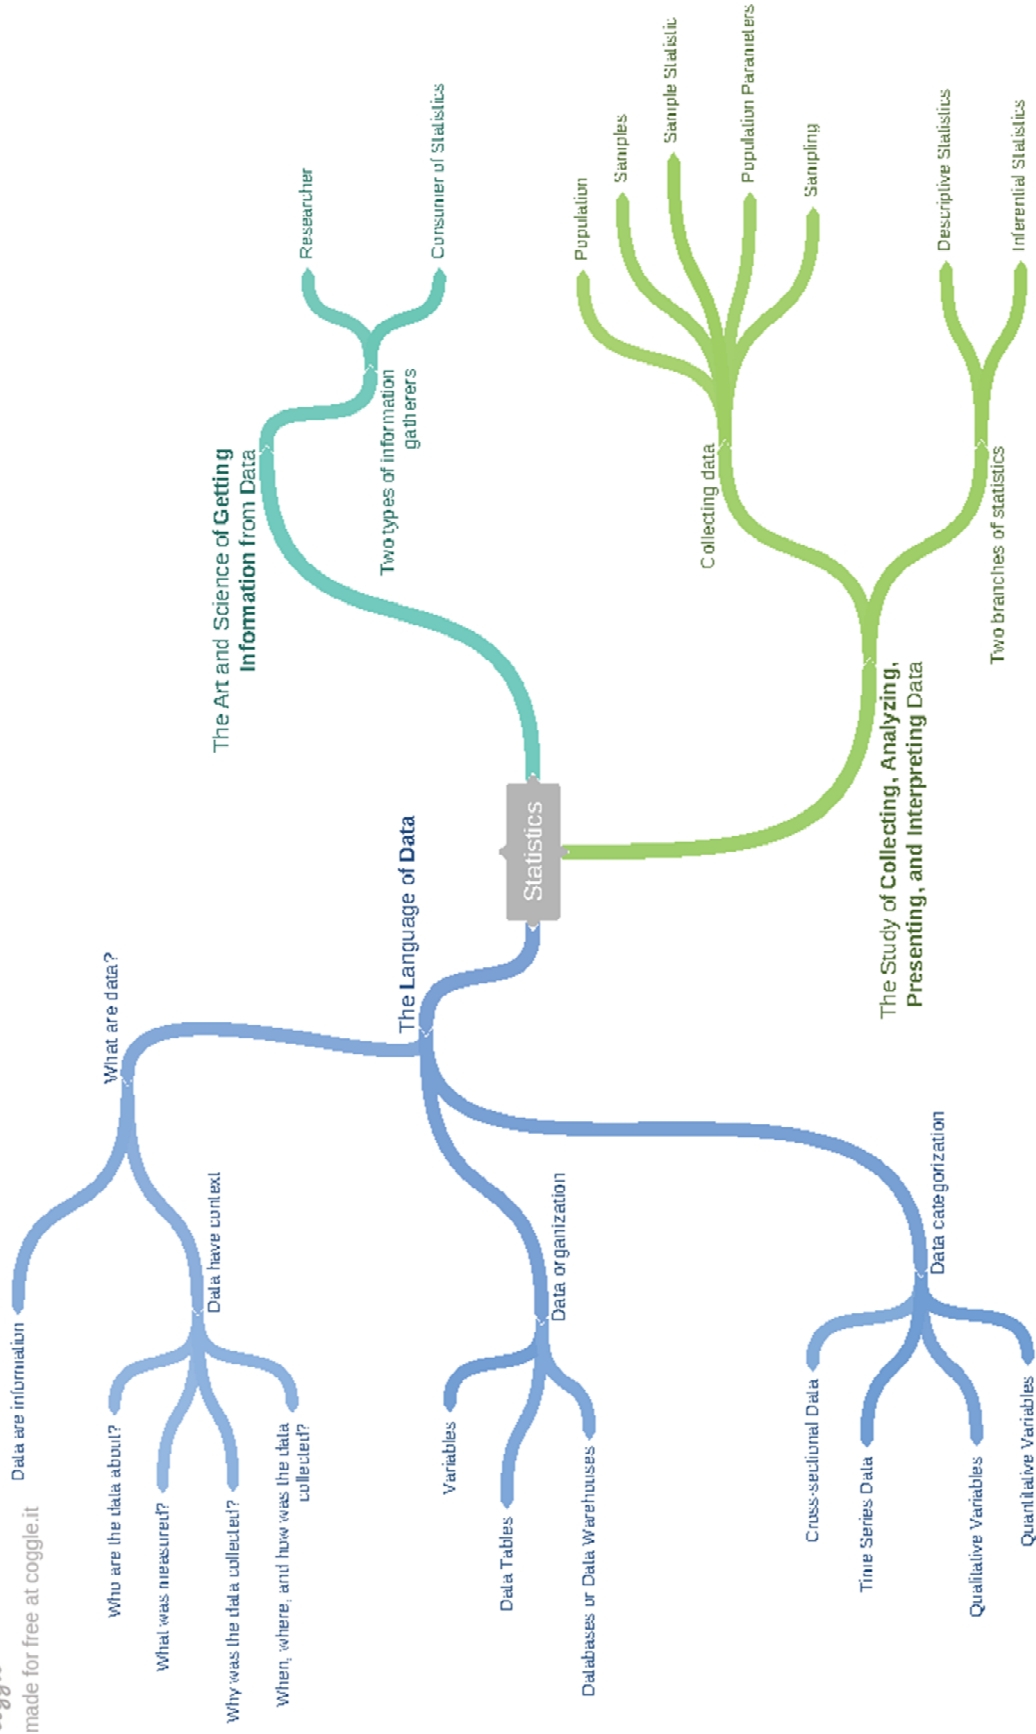 made for free at coggle.it
Data are information
What are data?
Who are the data about?
What was measured?
Data have context
Why was the data collected?
When, where, and how was the data
collected?
The Language of Data
Variables
Data Tables
Data organization
Databases or Data Warehouses
Cross-sectional Data
Time Series Data
Data categorization
Qualitative Variables
Quantitative Variables
Statistics
The Art and Science of Getting
Information from Data
Two types of information
gatherers
Researcher
Consumer of Statistics
The Study of Collecting, Analyzing,
Presenting, and Interpreting Data
Collecting data
Population
Samples
Sample Statistic
Population Parameters
Sampling
Two branches of statistics
Descriptive Statistics
Inferential Statistics